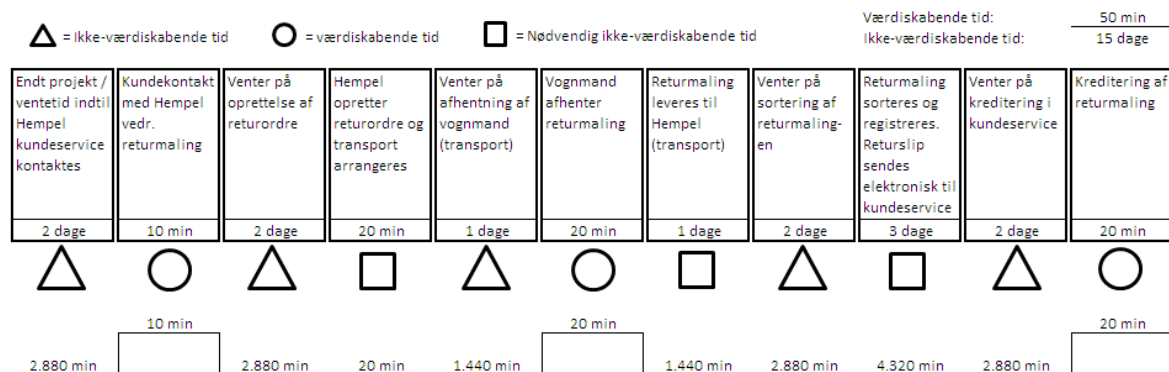 = Ikke-værdiskabende tid
= værdiskabende tid
= Nødvendig ikke-værdiskabende tid
Værdiskabende tid: 50 min
Ikke-værdiskabende tid: 15 dage
Endt projekt /
ventetid indtil
Hempel
kundeservice
kontaktes
2 dage
Kundekontakt
med Hempel
vedr.
returmaling
10 min
Venter på
oprettelse af
returordre
2 dage
Hempel
opretter
returordre og
transport
arrangeres
20 min
Venter på
afhentning af
vognmand
(transport)
1 dage
Vognmand
afhenter
returmaling
20 min
Returmaling
leveres til
Hempel
(transport)
1 dage
Venter på
sortering af
returmaling-
en
2 dage
Returmaling
sorteres og
registreres.
Returslip
sendes
elektronisk til
kundeservice
3 dage
Venter på
kreditering i
kundeservice
2 dage
Kreditering af
returmaling
20 min
10 min 20 min 20 min
2.880 min 2.880 min 20 min 1.440 min 1.440 min 2.880 min 4.320 min 2.880 min